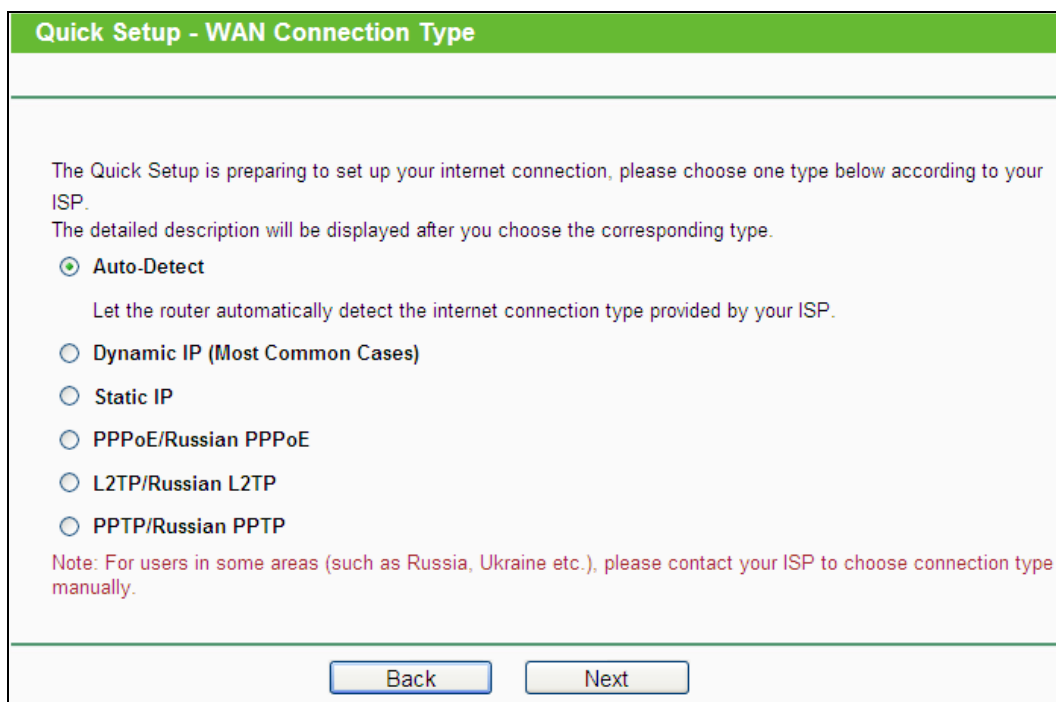 Quick Setup - WAN Connection Type
The Quick Setup is preparing to set up your internet connection, please choose one type below according to your
ISP.
The detailed description will be displayed after you choose the corresponding type.
Auto-Detect
Let the router automatically detect the internet connection type provided by your ISP.
Dynamic IP (Most Common Cases)
Static IP
PPPoE/Russian PPPoE
L2TP/Russian L2TP
PPTP/Russian PPTP
Note: For users in some areas (such as Russia, Ukraine etc.), please contact your ISP to choose connection type
manually.
Back Next